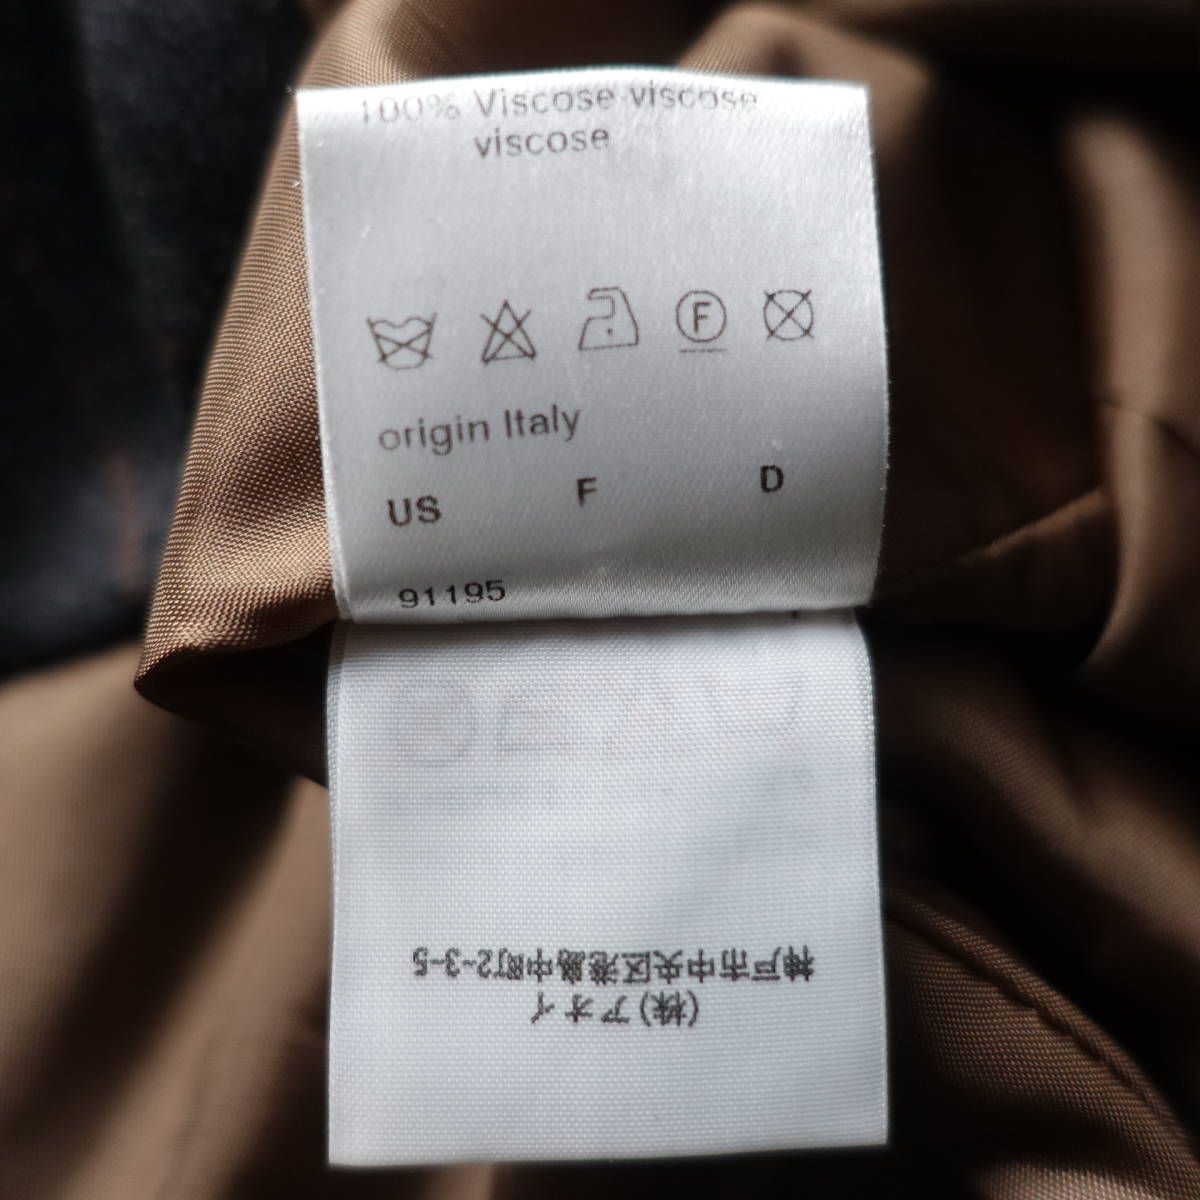 100% Viscose viscose
viscose
F
origin Italy
US F D
91195
(株)アオイ
神戸市中央区港島中町2-3-5